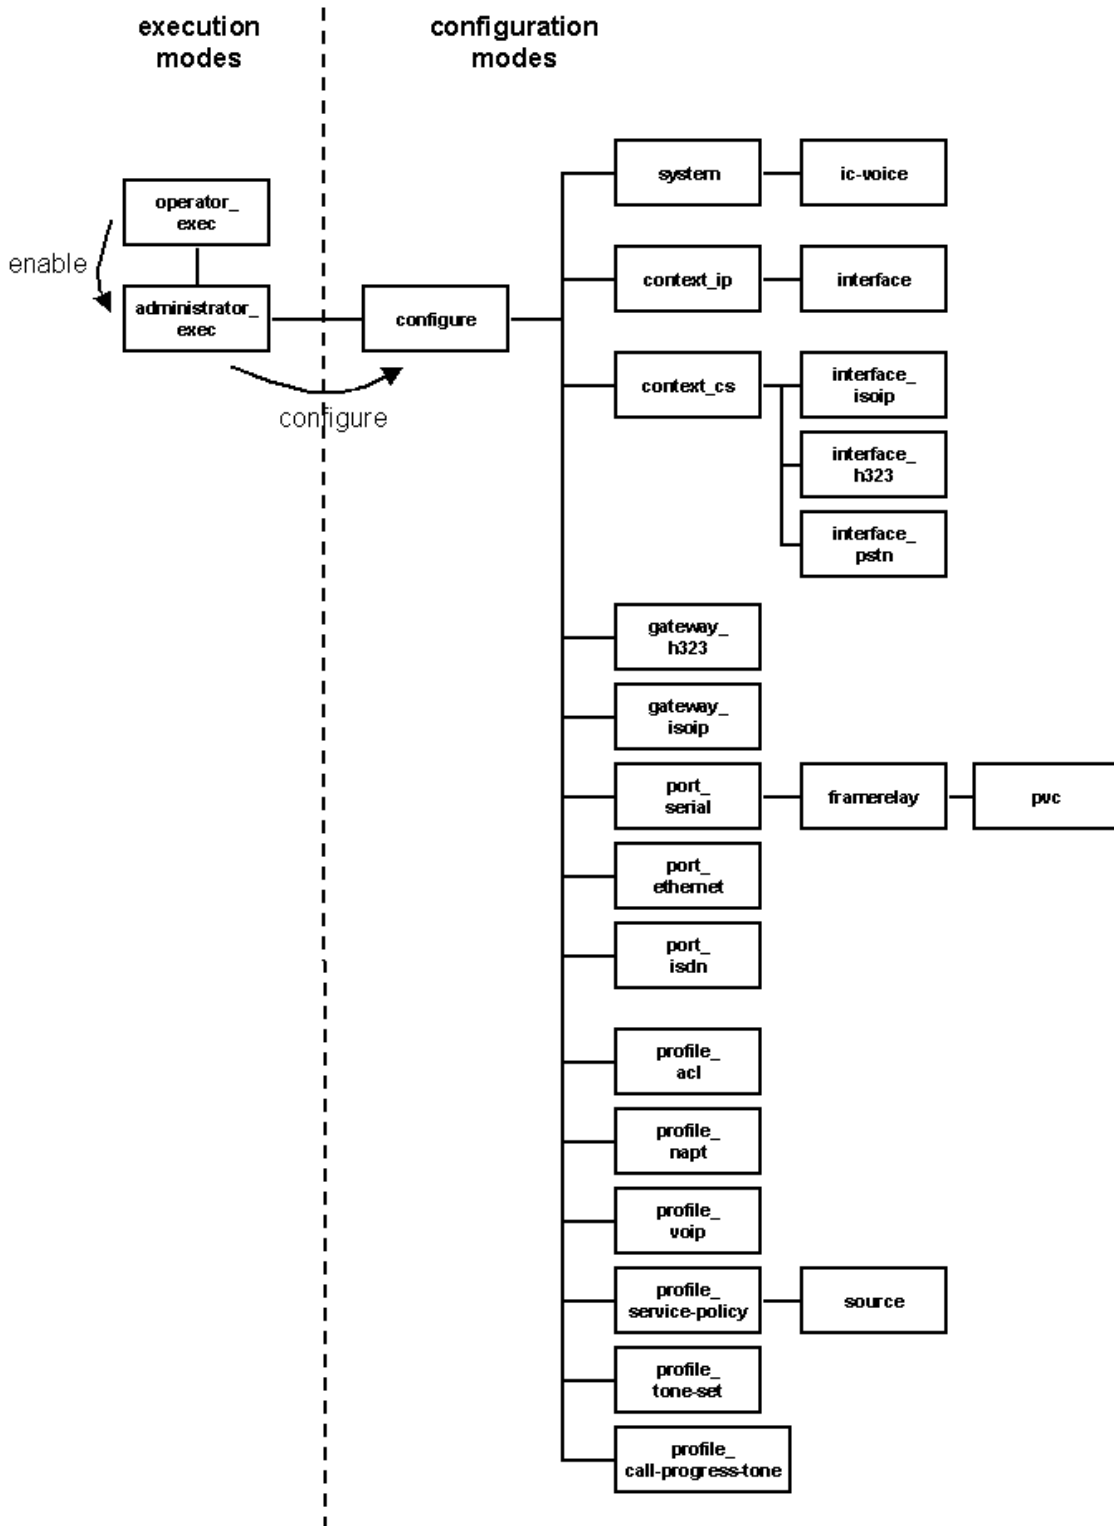 execution
modes
configuration
modes
operator_
exec
enable
administrator_
exec
configure
configure
system
ic-voice
context_ip
interface
context_cs
interface_
isoip
interface_
h323
interface_
pstn
gateway_
h323
gateway_
isoip
port_
serial
framerelay
pvc
port_
ethernet
port_
isdn
profile_
acl
profile_
napt
profile_
voip
profile_
service-policy
source
profile_
tone-set
profile_
call-progress-tone